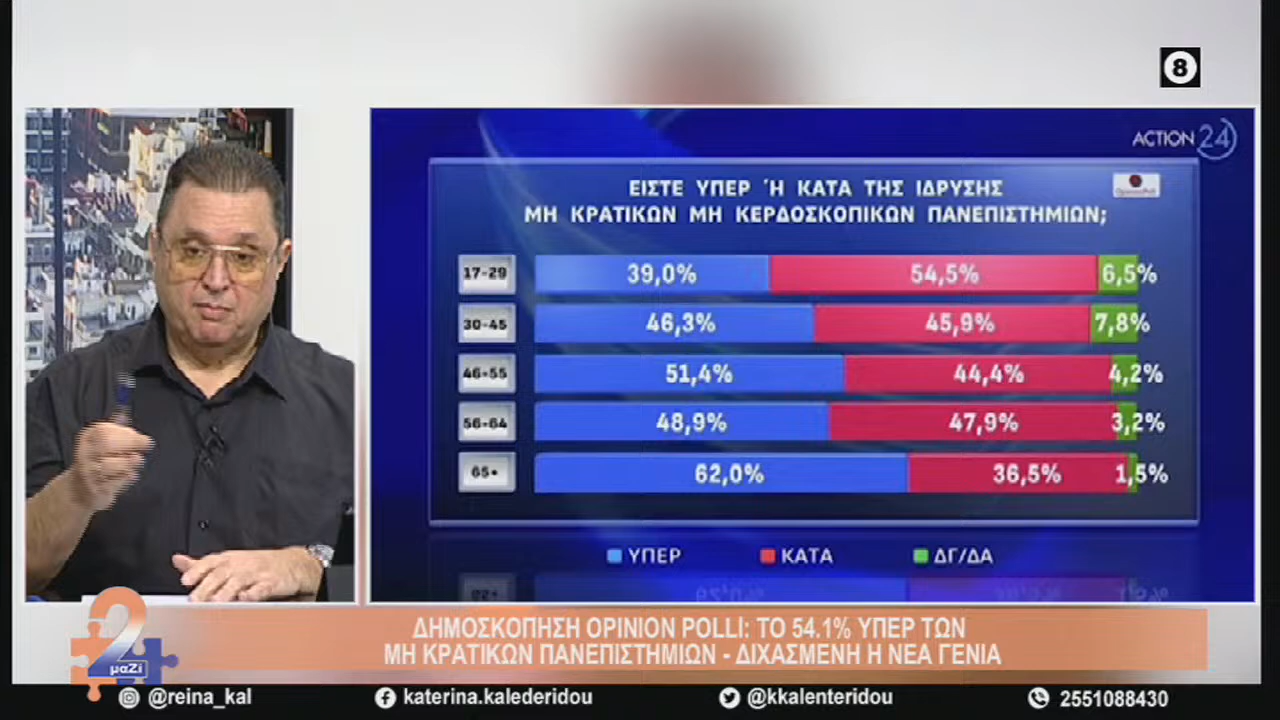 8
ACTION 24
ΕΙΣΤΕ ΥΠΕΡ Ή ΚΑΤΑ ΤΗΣ ΙΔΡΥΣΗΣ
ΜΗ ΚΡΑΤΙΚΩΝ ΜΗ ΚΕΡΔΟΣΚΟΠΙΚΩΝ ΠΑΝΕΠΙΣΤΗΜΙΩΝ;
17-29 39,0% 54,5% 6,5%
30-45 46,3% 45,9% 7,8%
46-55 51,4% 44,4% 4,2%
56-64 48,9% 47,9% 3,2%
65+ 62,0% 36,5% 1,5%
ΥΠΕΡ ΚΑΤΑ ΔΓ/ΔΑ
2 μαζί
ΔΗΜΟΣΚΟΠΗΣΗ OPINION POLLI: ΤΟ 54.1% ΥΠΕΡ ΤΩΝ
ΜΗ ΚΡΑΤΙΚΩΝ ΠΑΝΕΠΙΣΤΗΜΙΩΝ - ΔΙΧΑΣΜΕΝΗ Η ΝΕΑ ΓΕΝΙΑ
@reina_kal katerina.kalederidou @kkalenteridou 2551088430